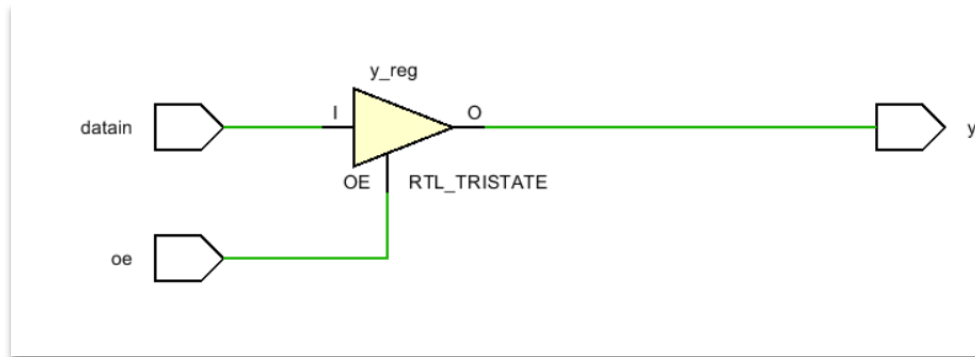 y_reg
datain
I
O
y
OE
RTL_TRISTATE
oe